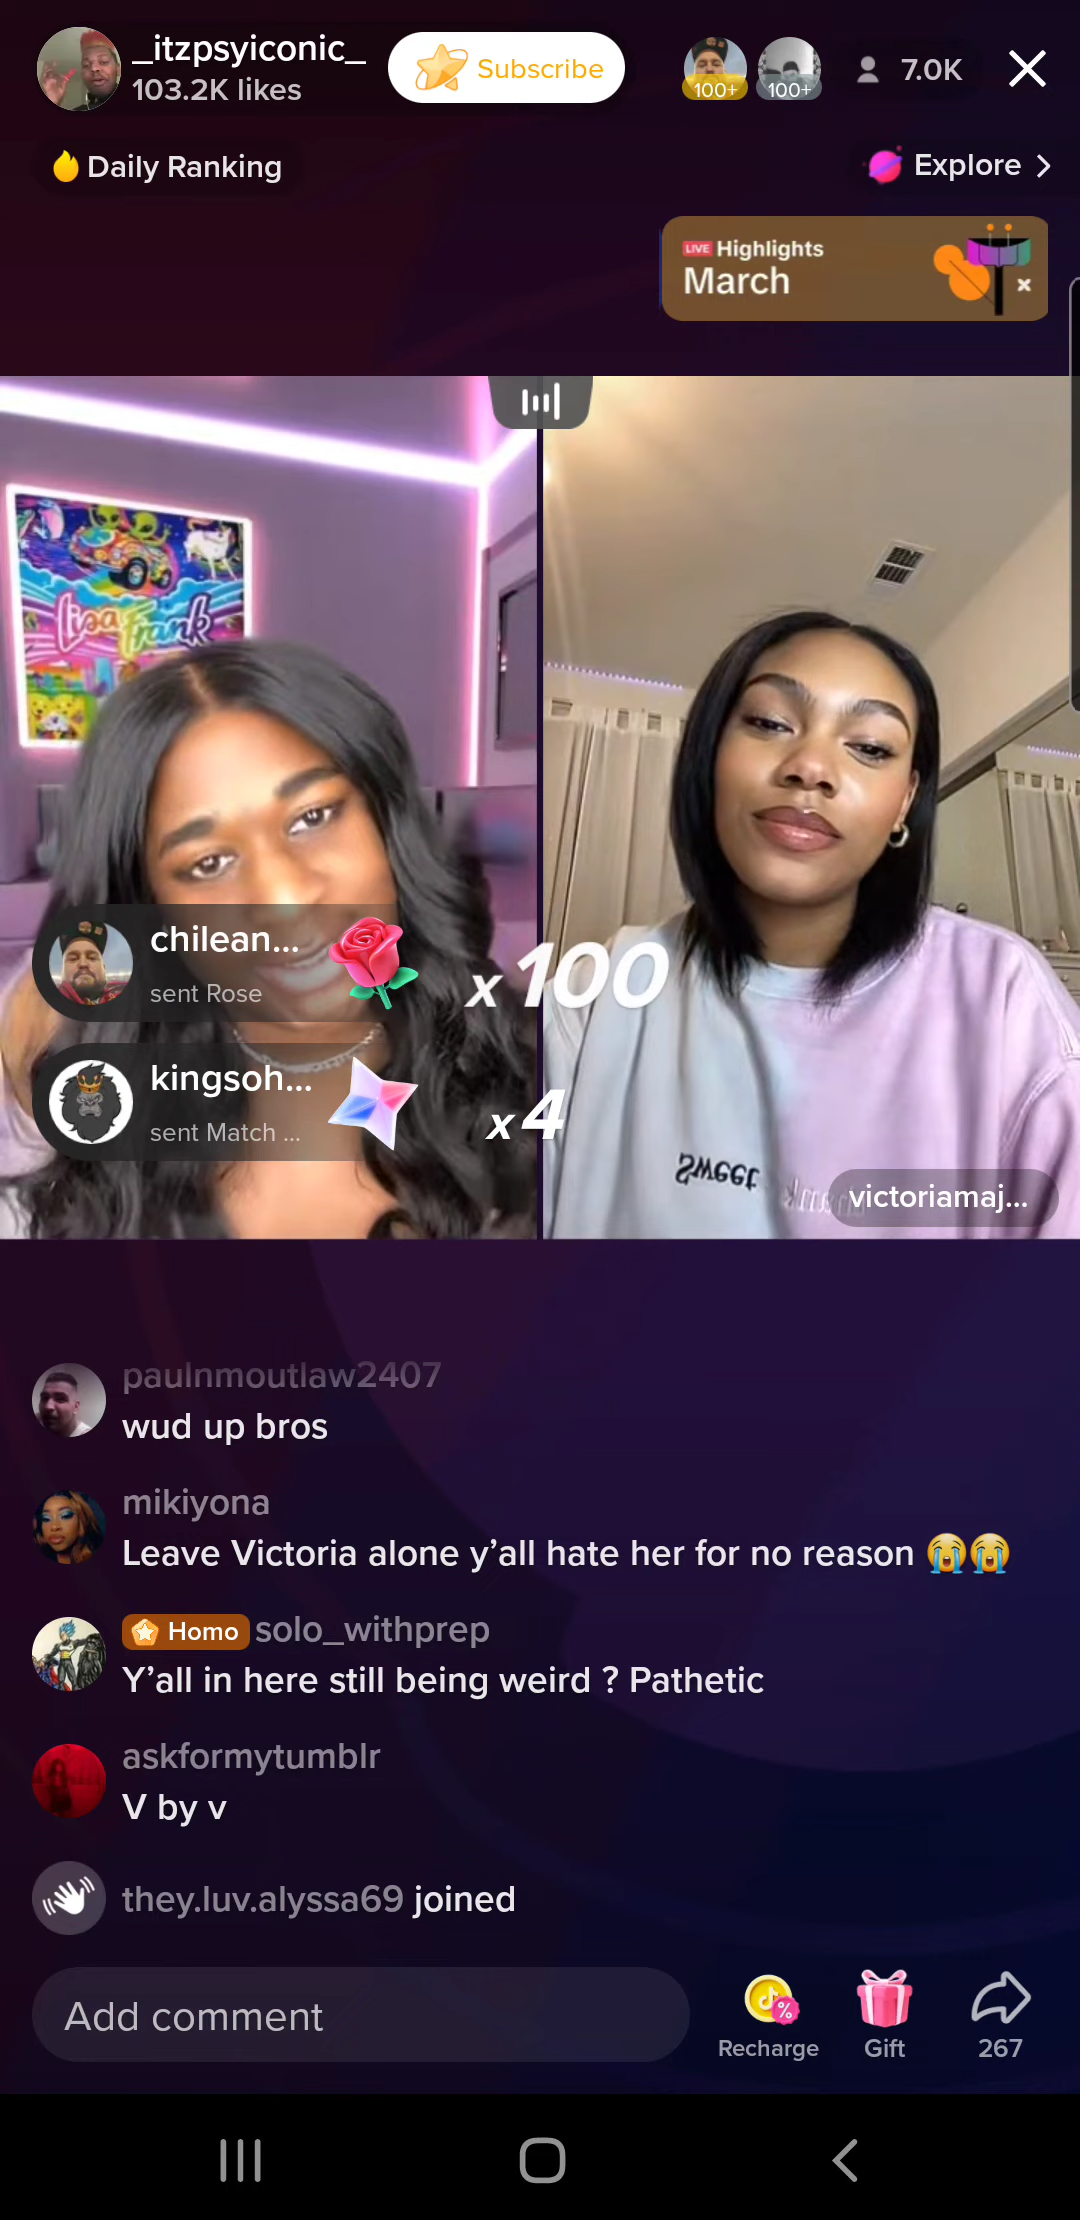 _itzpsyiconic_
103.2K likes
Subscribe
100+
100+
7.0K
Daily Ranking
Explore
LIVE Highlights
March
Lisa Frank
chilean...
sent Rose
x 100
kingsoh...
sent Match ...
x 4
Sweet
victoriamaj...
paulnmoutlaw2407
wud up bros
mikiyona
Leave Victoria alone y’all hate her for no reason 😭😭
Homo solo_withprep
Y’all in here still being weird ? Pathetic
askformytumblr
V by v
they.luv.alyssa69 joined
Add comment
Recharge
Gift
267